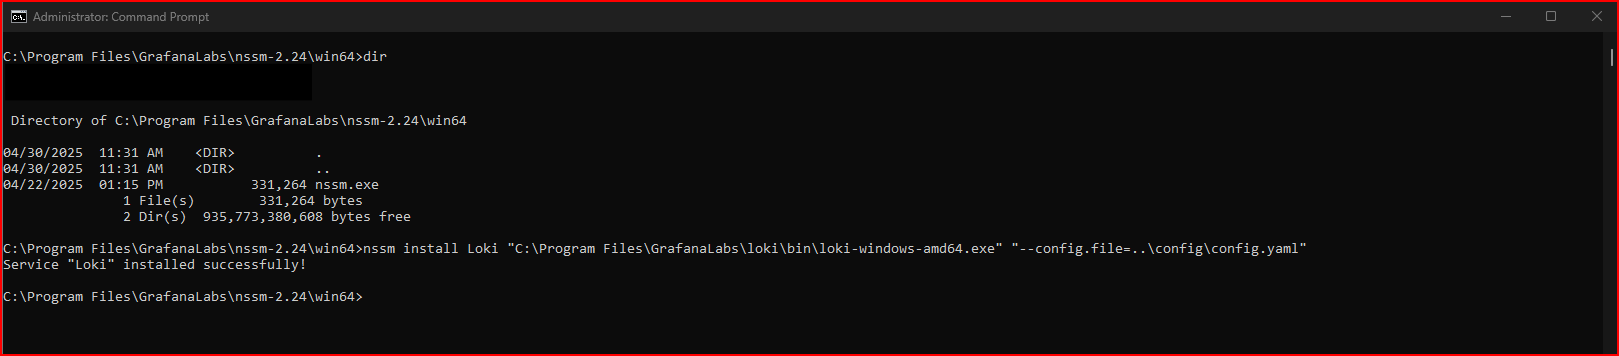 Administrator: Command Prompt
C:\Program Files\GrafanaLabs\nssm-2.24\win64>dir
Directory of C:\Program Files\GrafanaLabs\nssm-2.24\win64
04/30/2025  11:31 AM    <DIR>          .
04/30/2025  11:31 AM    <DIR>          ..
04/22/2025  01:15 PM           331,264 nssm.exe
1 File(s)        331,264 bytes
2 Dir(s)  935,773,380,608 bytes free
C:\Program Files\GrafanaLabs\nssm-2.24\win64>nssm install Loki "C:\Program Files\GrafanaLabs\loki\bin\loki-windows-amd64.exe" "--config.file=..\config\config.yaml"
Service "Loki" installed successfully!
C:\Program Files\GrafanaLabs\nssm-2.24\win64>